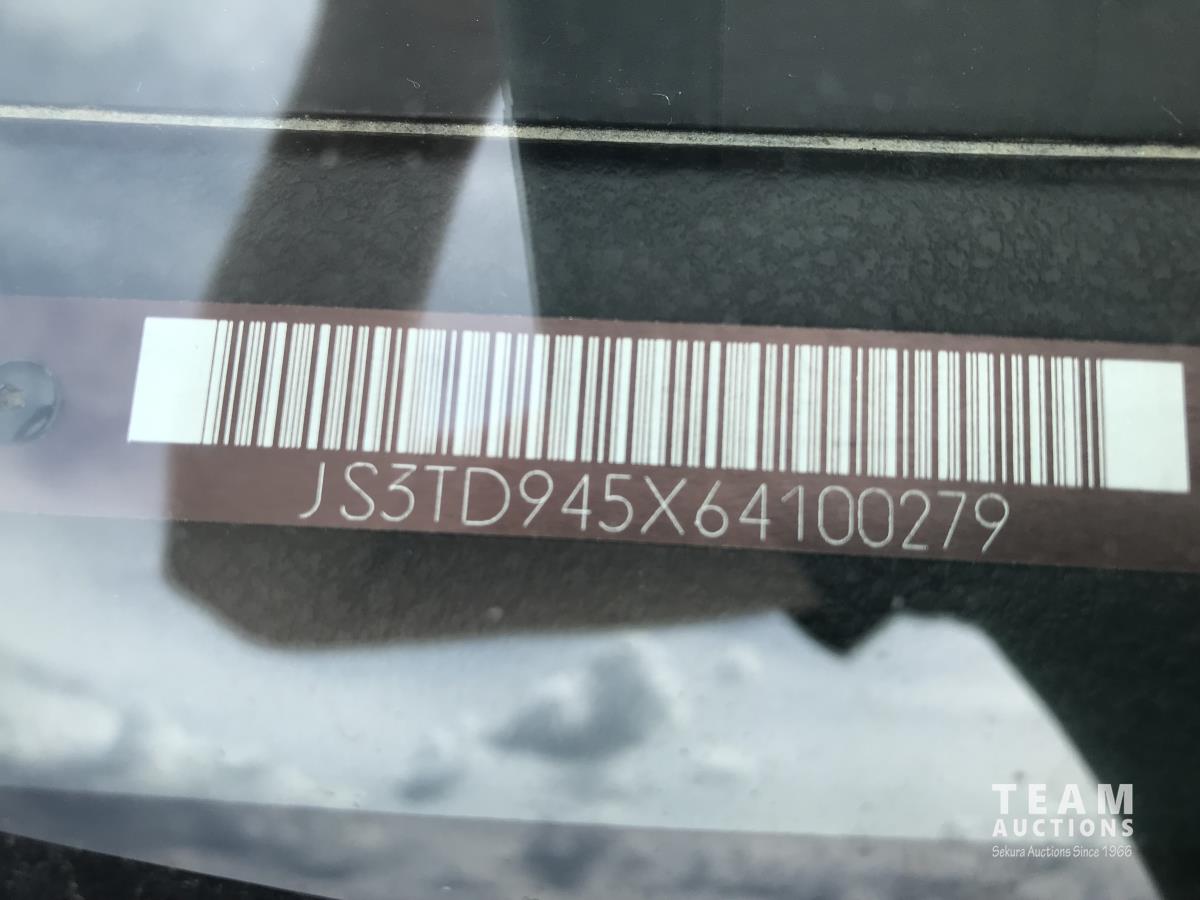 JS3TD945X64100279
TEAM
AUCTIONS
Sekura Auctions Since 1966